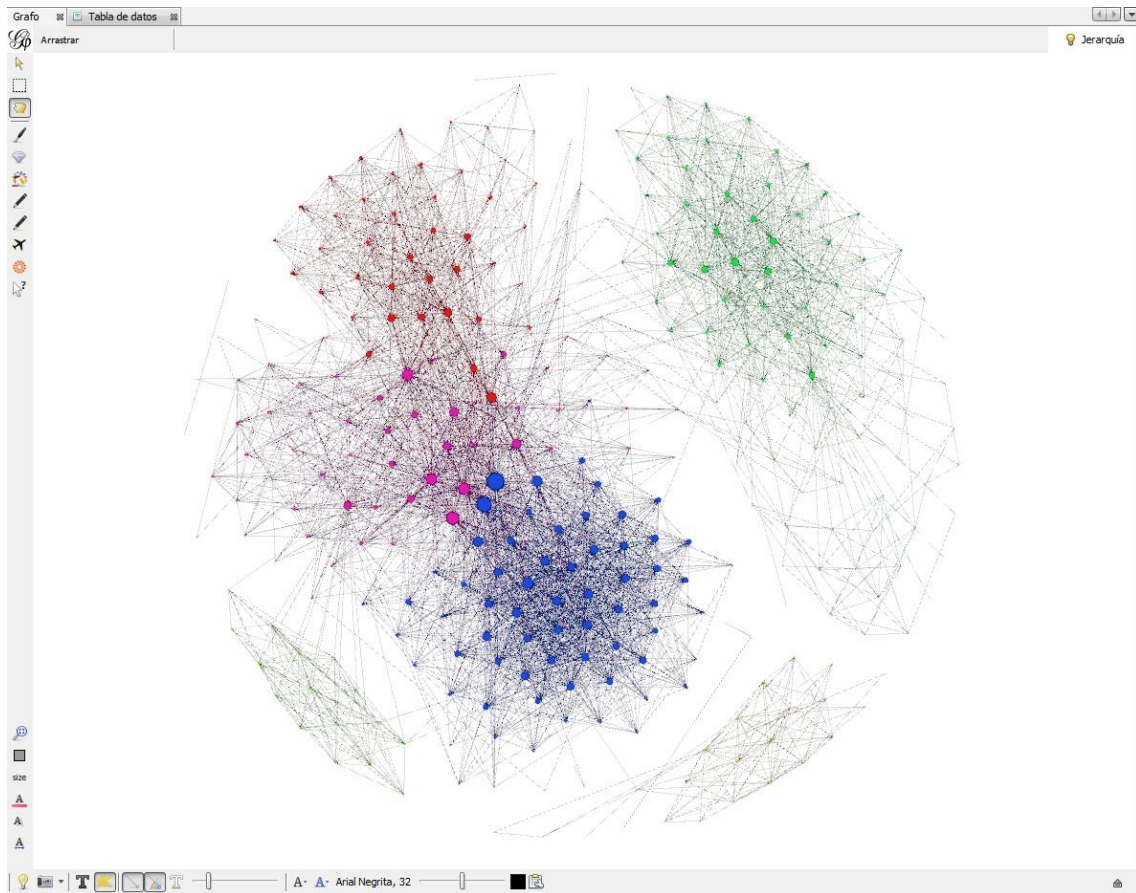 Grafo
Tabla de datos
Arrastrar
Jerarquía
size
A
A
A
T T
A- A- Arial Negrita, 32